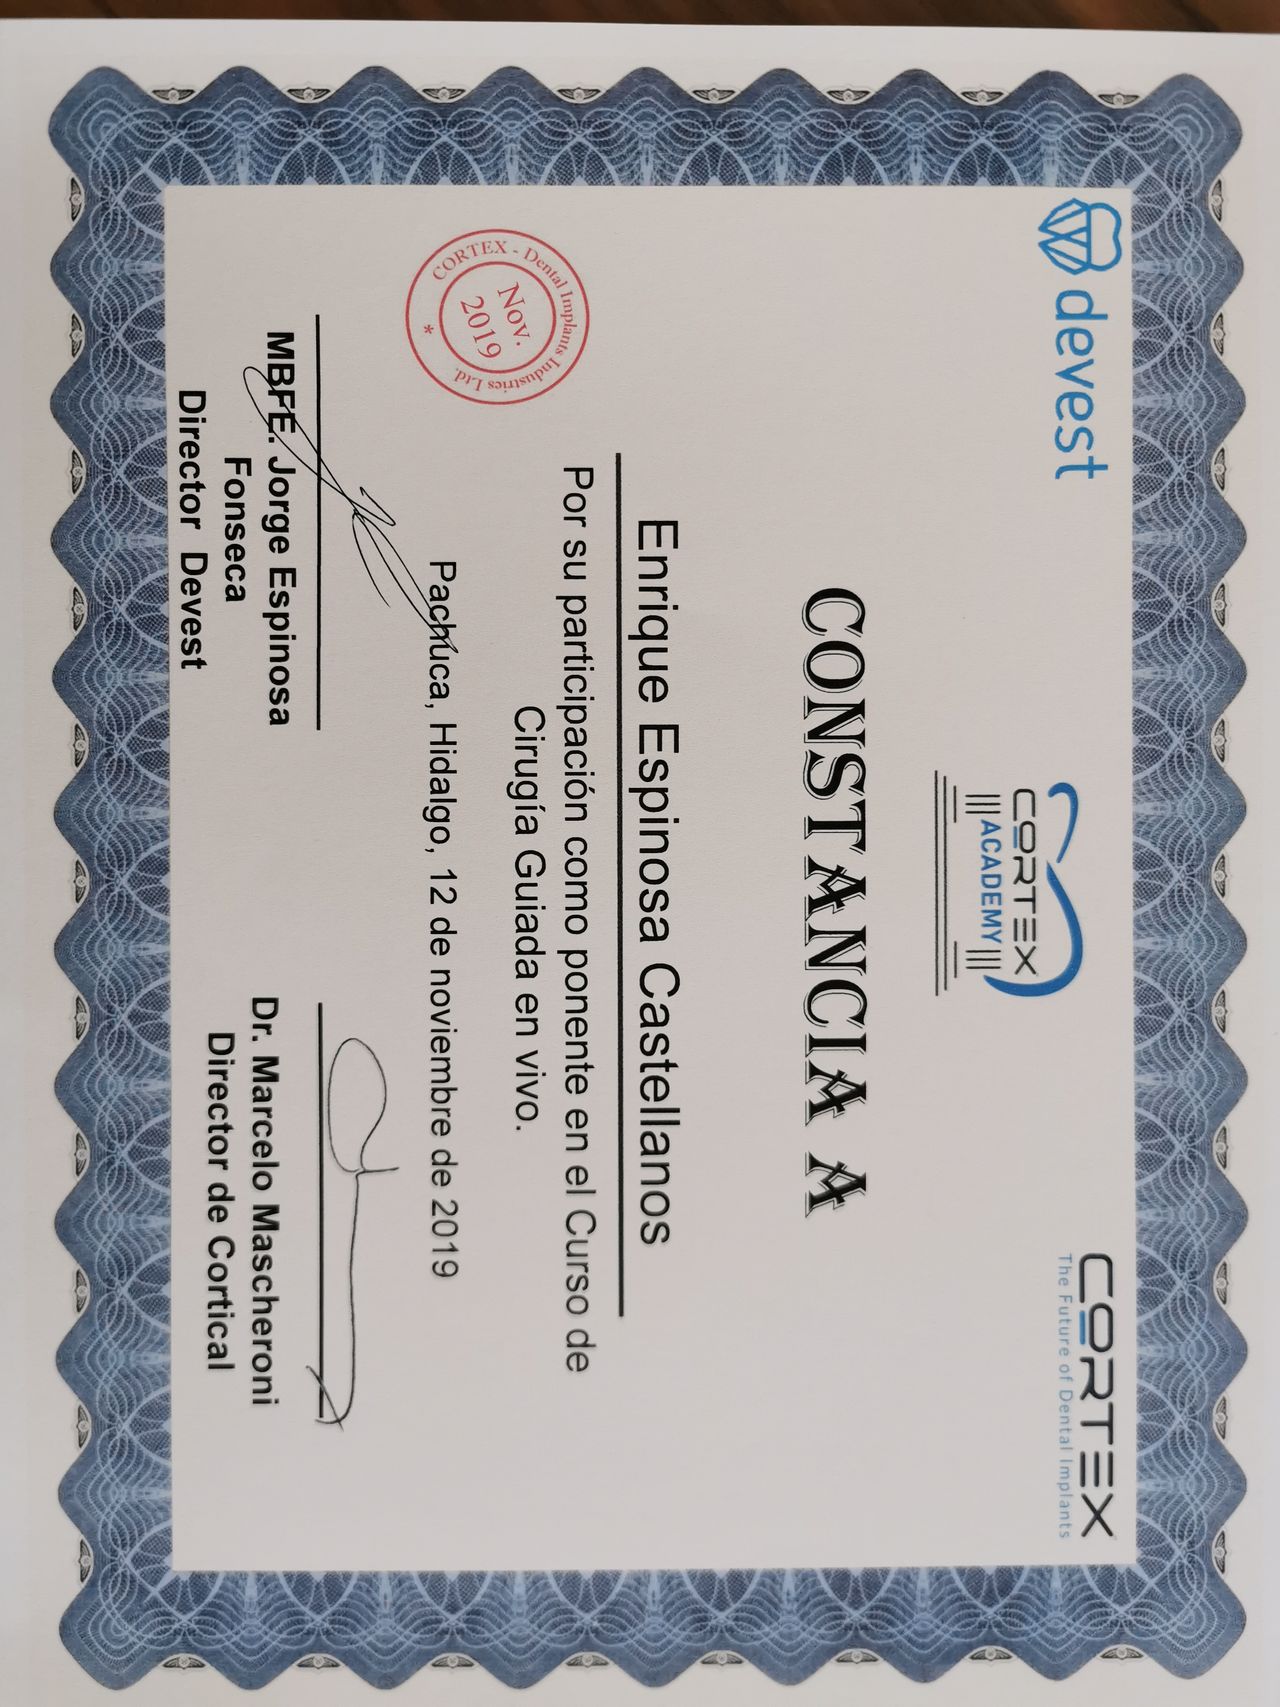 devest
CORTEX
ACADEMY
CORTEX
The Future of Dental Implants
CONSTANCIA A
Enrique Espinosa Castellanos
Por su participación como ponente en el Curso de
Cirugía Guiada en vivo.
Pachuca, Hidalgo, 12 de noviembre de 2019
CORTEX - Dental Implants Industries Ltd. *
Nov.
2019
MBFE. Jorge Espinosa
Fonseca
Director Devest
Dr. Marcelo Mascheroni
Director de Cortical